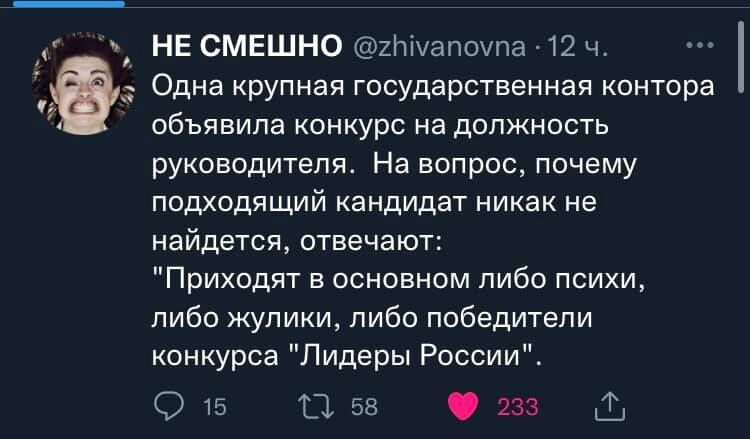 НЕ СМЕШНО @zhivanovna · 12 ч.
Одна крупная государственная контора
объявила конкурс на должность
руководителя.  На вопрос, почему
подходящий кандидат никак не
найдется, отвечают:
"Приходят в основном либо психи,
либо жулики, либо победители
конкурса "Лидеры России".
15 58 233